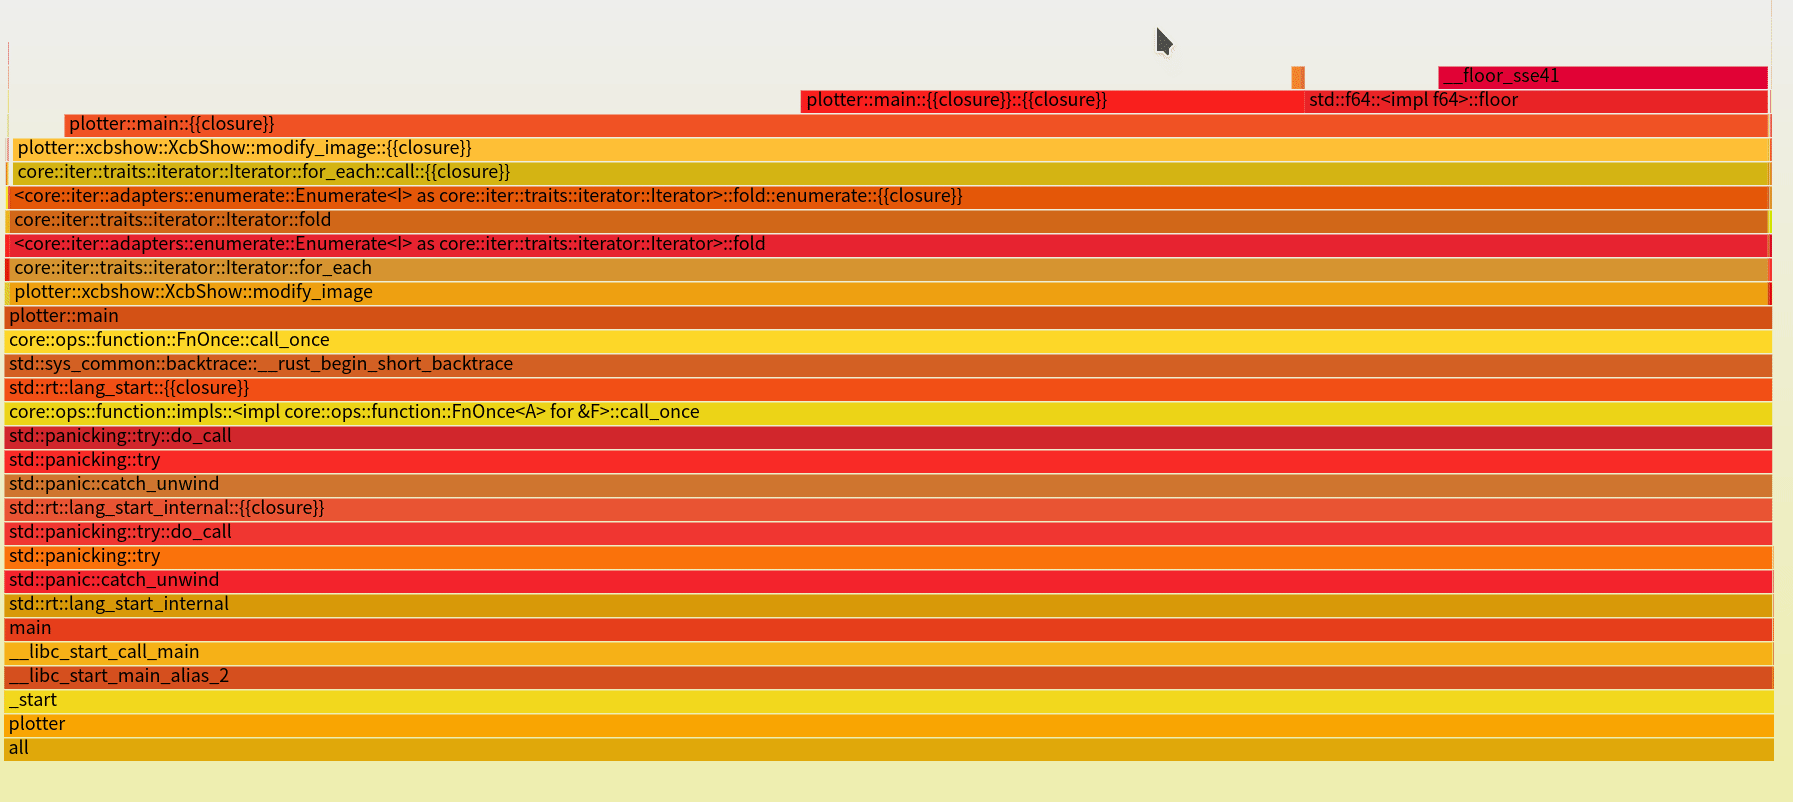 __floor_sse41
plotter::main::{{closure}}::{{closure}} std::f64::<impl f64>::floor
plotter::main::{{closure}}
plotter::xcbshow::XcbShow::modify_image::{{closure}}
core::iter::traits::iterator::Iterator::for_each::call::{{closure}}
<core::iter::adapters::enumerate::Enumerate<I> as core::iter::traits::iterator::Iterator>::fold::enumerate::{{closure}}
core::iter::traits::iterator::Iterator::fold
<core::iter::adapters::enumerate::Enumerate<I> as core::iter::traits::iterator::Iterator>::fold
core::iter::traits::iterator::Iterator::for_each
plotter::xcbshow::XcbShow::modify_image
plotter::main
core::ops::function::FnOnce::call_once
std::sys_common::backtrace::__rust_begin_short_backtrace
std::rt::lang_start::{{closure}}
core::ops::function::impls::<impl core::ops::function::FnOnce<A> for &F>::call_once
std::panicking::try::do_call
std::panicking::try
std::panic::catch_unwind
std::rt::lang_start_internal::{{closure}}
std::panicking::try::do_call
std::panicking::try
std::panic::catch_unwind
std::rt::lang_start_internal
main
__libc_start_call_main
__libc_start_main_alias_2
_start
plotter
all